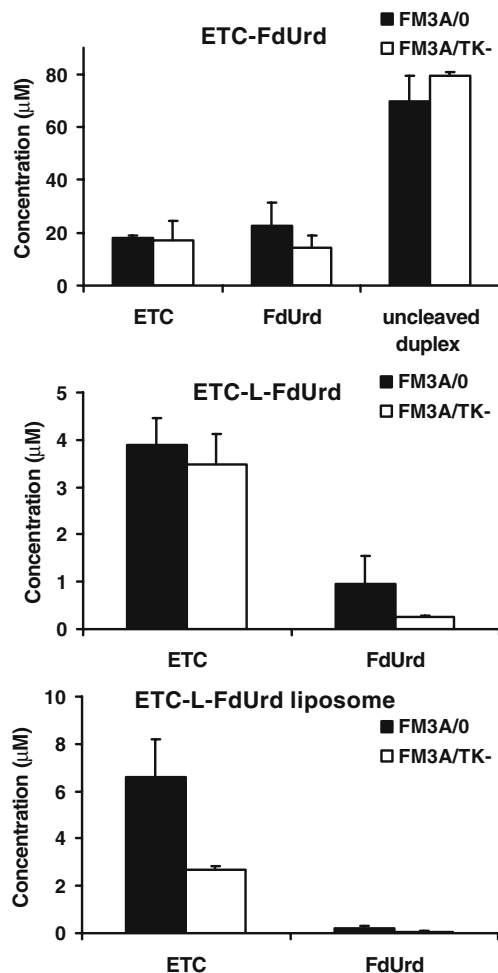 ETC-FdUrd
FM3A/0
FM3A/TK-
Concentration (µM)
80
60
40
20
0
ETC
FdUrd
uncleaved
duplex
ETC-L-FdUrd
FM3A/0
FM3A/TK-
Concentration (µM)
5
4
3
2
1
0
ETC
FdUrd
ETC-L-FdUrd liposome
FM3A/0
FM3A/TK-
Concentration (µM)
10
8
6
4
2
0
ETC
FdUrd